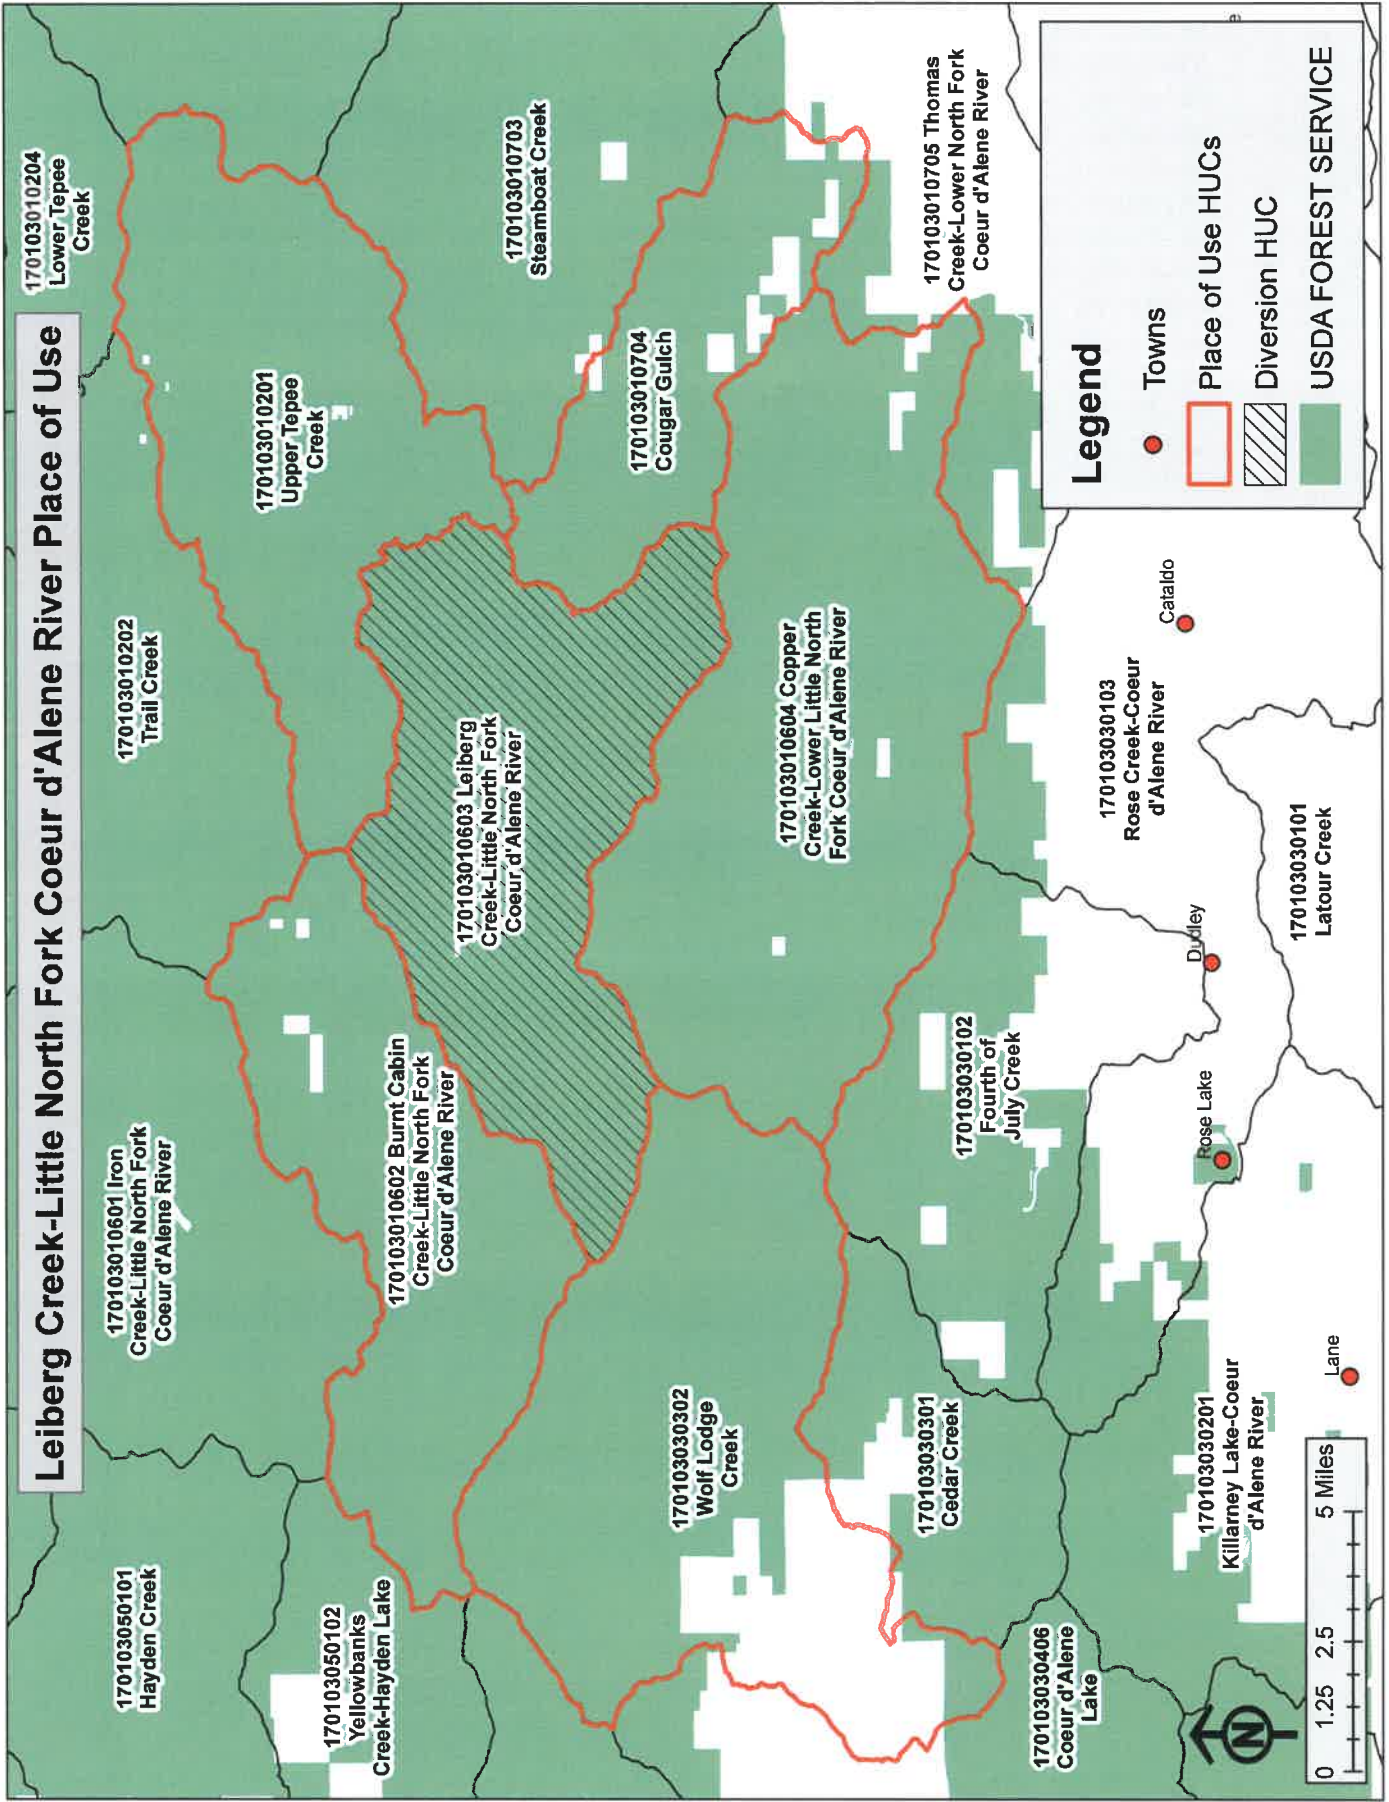 Leiberg Creek-Little North Fork Coeur d'Alene River Place of Use
170103050101
Hayden Creek
170103010601 Iron
Creek-Little North Fork
Coeur d'Alene River
170103010202
Trail Creek
170103010204
Lower Tepee
Creek
170103050102
Yellowbanks
Creek-Hayden Lake
170103010602 Burnt Cabin
Creek-Little North Fork
Coeur d'Alene River
170103010201
Upper Tepee
Creek
170103010603 Leiberg
Creek-Little North Fork
Coeur d'Alene River
170103010703
Steamboat Creek
170103010704
Cougar Gulch
170103030302
Wolf Lodge
Creek
170103010604 Copper
Creek-Lower Little North
Fork Coeur d'Alene River
170103010705 Thomas
Creek-Lower North Fork
Coeur d'Alene River
170103030301
Cedar Creek
170103030102
Fourth of
July Creek
170103030406
Coeur d'Alene
Lake
170103030103
Rose Creek-Coeur
d'Alene River
Cataldo
Dudley
Rose Lake
170103030201
Killarney Lake-Coeur
d'Alene River
170103030101
Latour Creek
Lane
e
Legend
Towns
Place of Use HUCs
Diversion HUC
USDA FOREST SERVICE
N
0 1.25 2.5 5 Miles